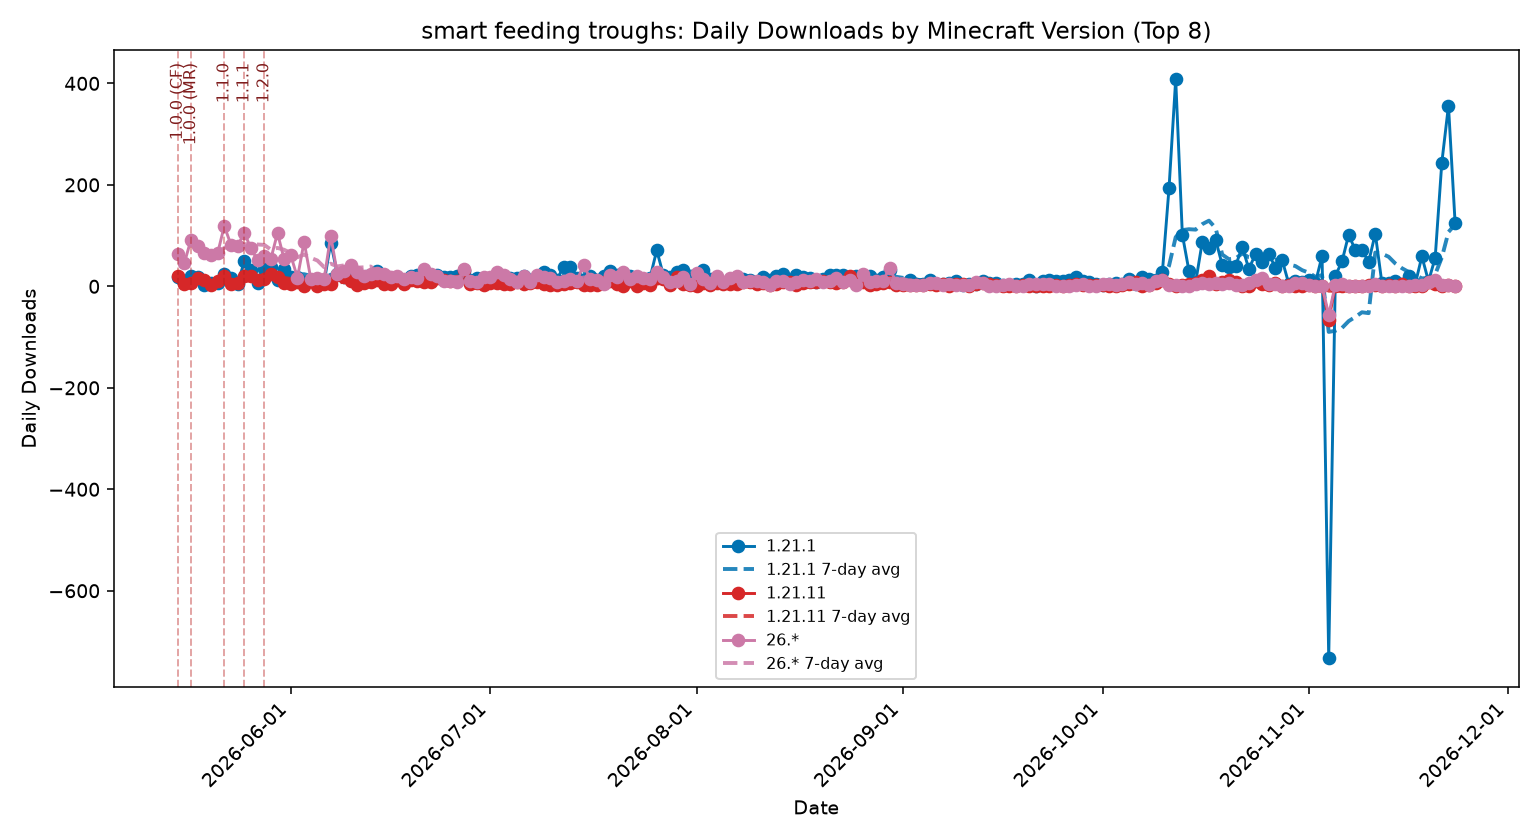 smart feeding troughs: Daily Downloads by Minecraft Version (Top 8)
1.0.0 (CF)
1.0.0 (MR)
1.1.0
1.1.1
1.2.0
Daily Downloads
400
200
0
−200
−400
−600
1.21.1
1.21.1 7-day avg
1.21.11
1.21.11 7-day avg
26.*
26.* 7-day avg
2026-06-01
2026-07-01
2026-08-01
2026-09-01
2026-10-01
2026-11-01
2026-12-01
Date